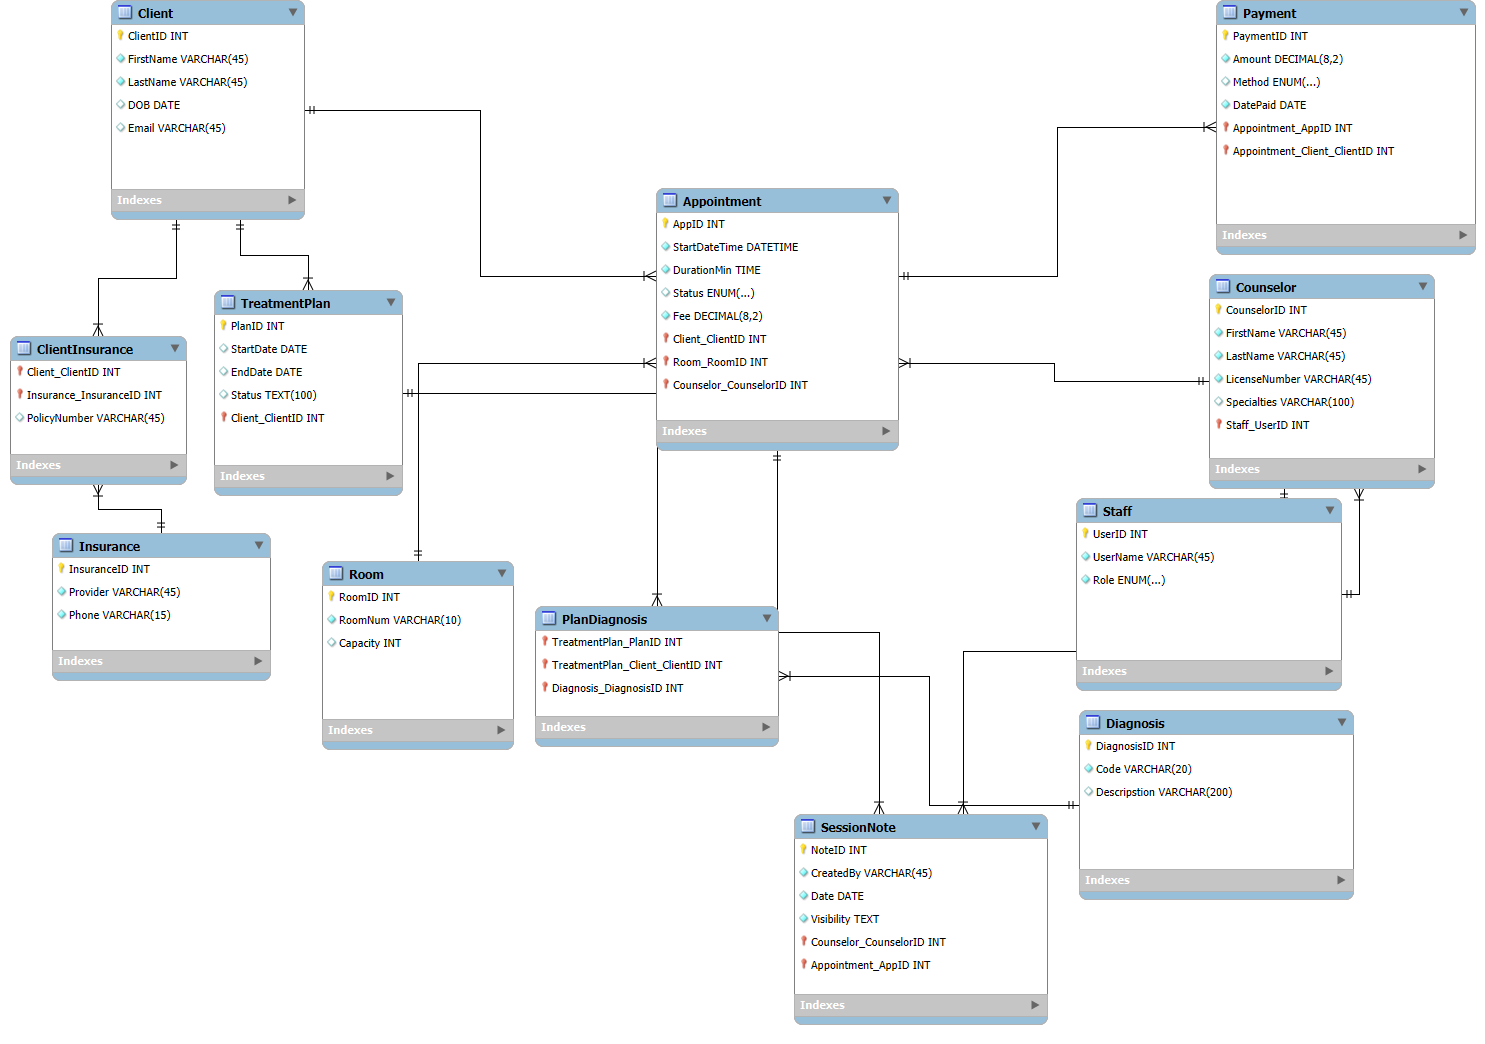 Client
ClientID INT
FirstName VARCHAR(45)
LastName VARCHAR(45)
DOB DATE
Email VARCHAR(45)
Indexes
Payment
PaymentID INT
Amount DECIMAL(8,2)
Method ENUM(...)
DatePaid DATE
Appointment_AppID INT
Appointment_Client_ClientID INT
Indexes
Appointment
AppID INT
StartDateTime DATETIME
DurationMin TIME
Status ENUM(...)
Fee DECIMAL(8,2)
Client_ClientID INT
Room_RoomID INT
Counselor_CounselorID INT
Indexes
Counselor
CounselorID INT
FirstName VARCHAR(45)
LastName VARCHAR(45)
LicenseNumber VARCHAR(45)
Specialties VARCHAR(100)
Staff_UserID INT
Indexes
TreatmentPlan
PlanID INT
StartDate DATE
EndDate DATE
Status TEXT(100)
Client_ClientID INT
Indexes
ClientInsurance
Client_ClientID INT
Insurance_InsuranceID INT
PolicyNumber VARCHAR(45)
Indexes
Staff
UserID INT
UserName VARCHAR(45)
Role ENUM(...)
Indexes
Insurance
InsuranceID INT
Provider VARCHAR(45)
Phone VARCHAR(15)
Indexes
Room
RoomID INT
RoomNum VARCHAR(10)
Capacity INT
Indexes
PlanDiagnosis
TreatmentPlan_PlanID INT
TreatmentPlan_Client_ClientID INT
Diagnosis_DiagnosisID INT
Indexes
Diagnosis
DiagnosisID INT
Code VARCHAR(20)
Descripstion VARCHAR(200)
Indexes
SessionNote
NoteID INT
CreatedBy VARCHAR(45)
Date DATE
Visibility TEXT
Counselor_CounselorID INT
Appointment_AppID INT
Indexes